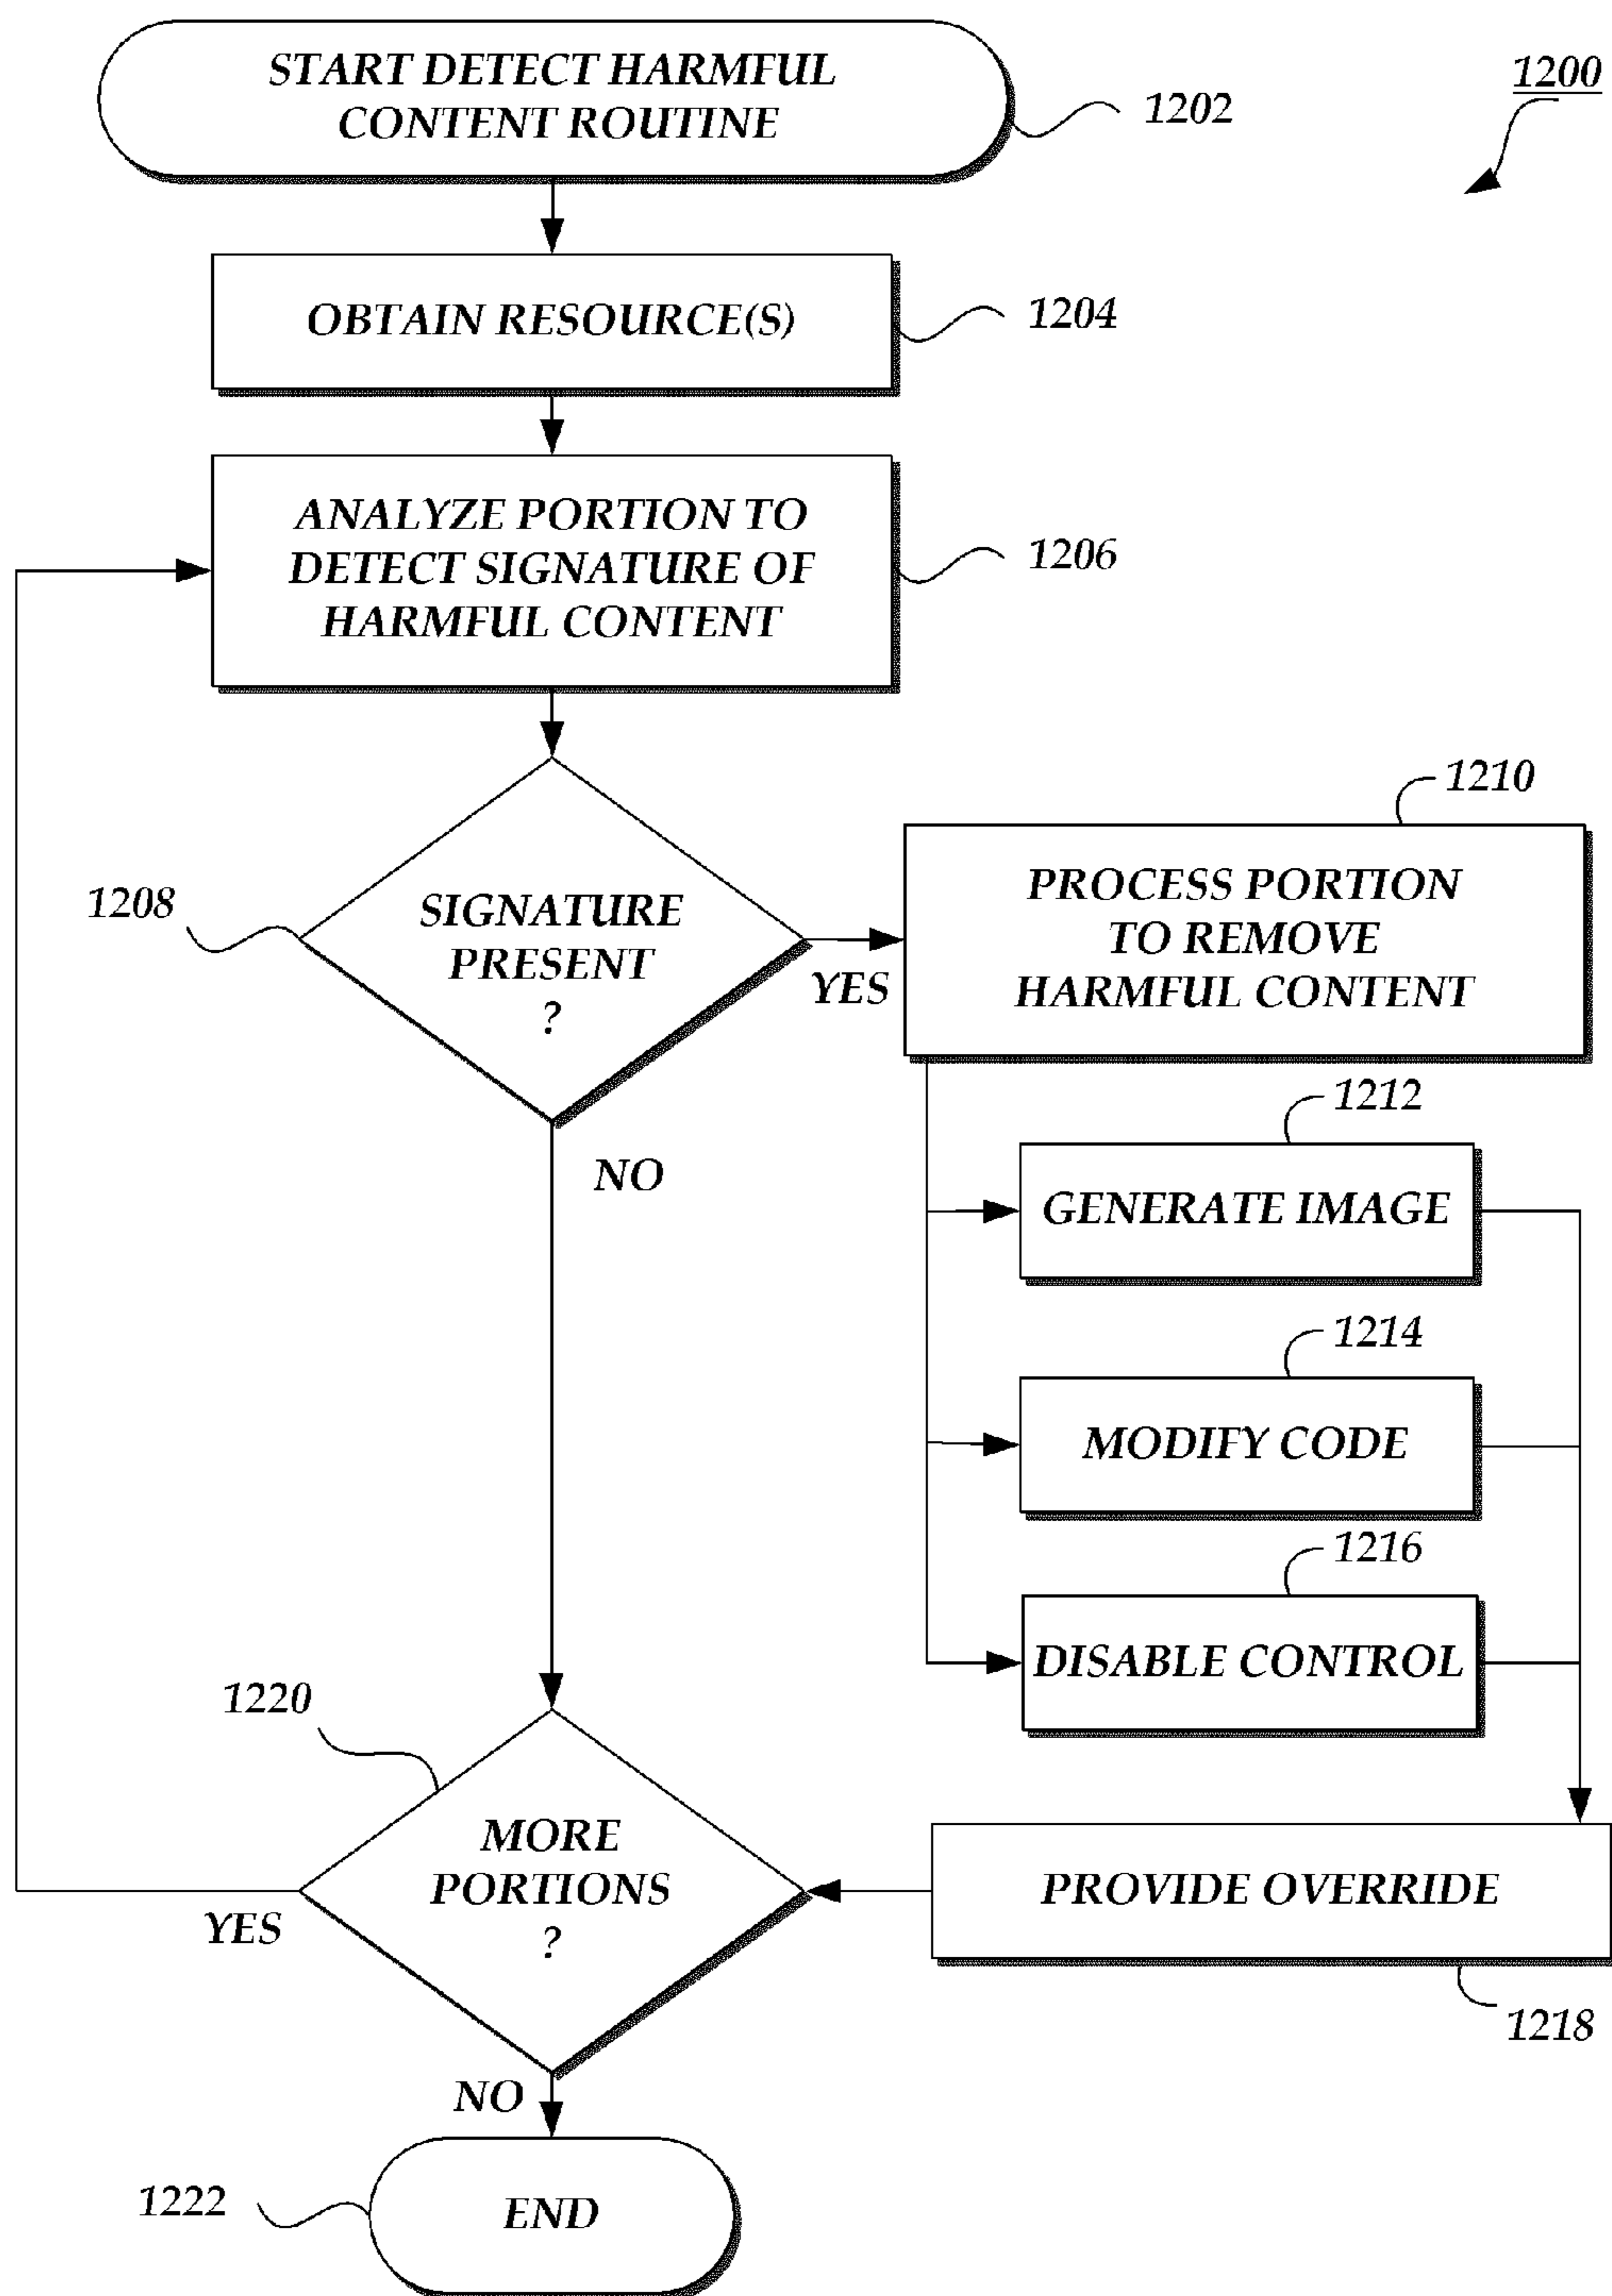 START DETECT HARMFUL
CONTENT ROUTINE
1202
1200
OBTAIN RESOURCE(S)
1204
ANALYZE PORTION TO
DETECT SIGNATURE OF
HARMFUL CONTENT
1206
1208
SIGNATURE
PRESENT
?
YES
NO
1210
PROCESS PORTION
TO REMOVE
HARMFUL CONTENT
1212
GENERATE IMAGE
1214
MODIFY CODE
1216
DISABLE CONTROL
PROVIDE OVERRIDE
1218
1220
MORE
PORTIONS
?
YES
NO
1222
END